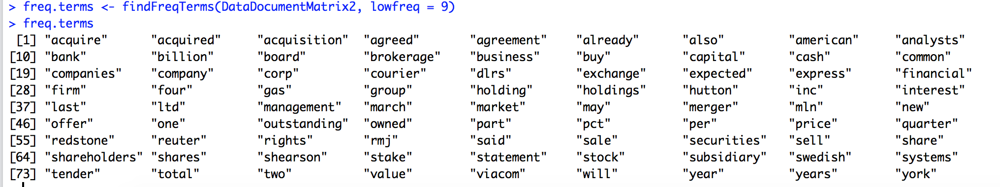 > freq.terms <- findFreqTerms(DataDocumentMatrix2, lowfreq = 9)
> freq.terms
[1] "acquire" "acquired" "acquisition" "agreed" "agreement" "already" "also" "american" "analysts"
[10] "bank" "billion" "board" "brokerage" "business" "buy" "capital" "cash" "common"
[19] "companies" "company" "corp" "courier" "dlrs" "exchange" "expected" "express" "financial"
[28] "firm" "four" "gas" "group" "holding" "holdings" "hutton" "inc" "interest"
[37] "last" "ltd" "management" "march" "market" "may" "merger" "mln" "new"
[46] "offer" "one" "outstanding" "owned" "part" "pct" "per" "price" "quarter"
[55] "redstone" "reuter" "rights" "rmj" "said" "sale" "securities" "sell" "share"
[64] "shareholders" "shares" "shearson" "stake" "statement" "stock" "subsidiary" "swedish" "systems"
[73] "tender" "total" "two" "value" "viacom" "will" "year" "years" "york"